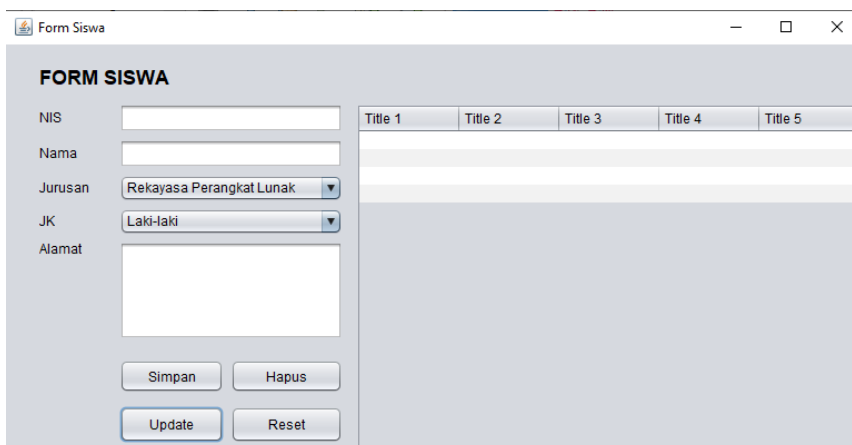 Form Siswa
FORM SISWA
NIS
Nama
Jurusan Rekayasa Perangkat Lunak
JK Laki-laki
Alamat
Simpan Hapus
Update Reset
Title 1 Title 2 Title 3 Title 4 Title 5